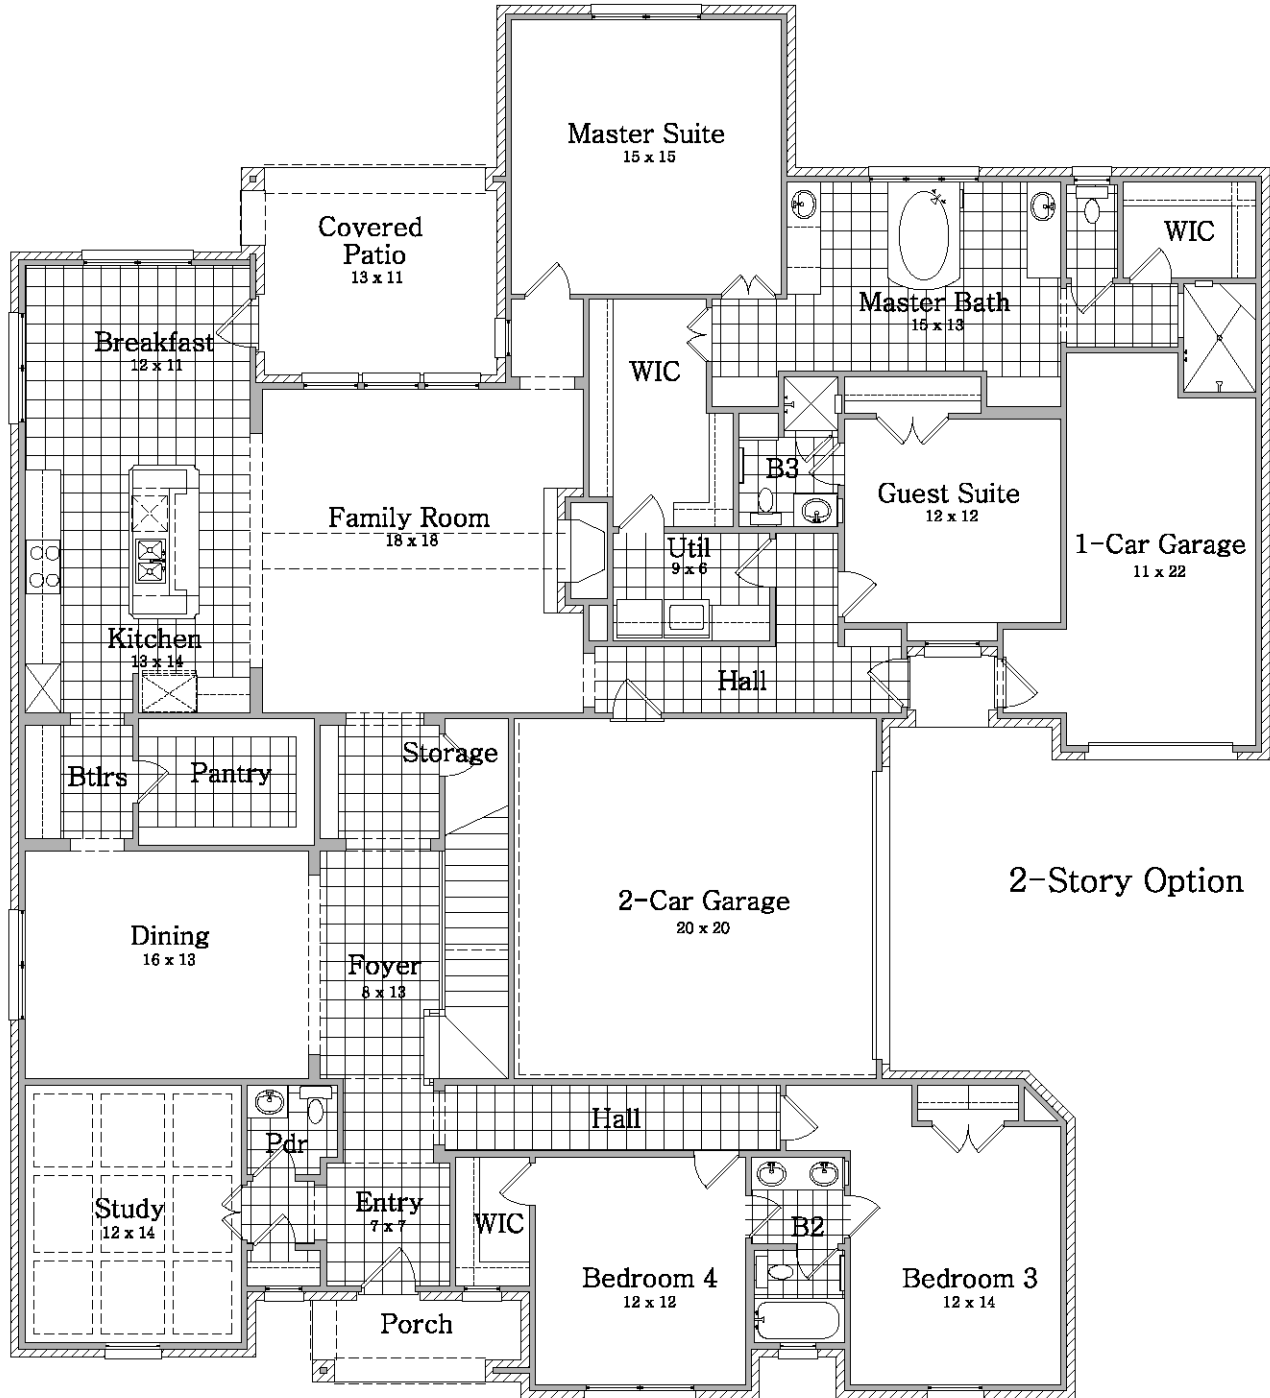 Master Suite
15 x 15
Covered
Patio
13 x 11
WIC
Master Bath
15 x 13
Breakfast
12 x 11
WIC
B3
Guest Suite
12 x 12
Family Room
18 x 18
Util
9 x 6
1-Car Garage
11 x 22
Kitchen
13 x 14
Hall
Storage
Btlrs
Pantry
2-Story Option
2-Car Garage
20 x 20
Dining
16 x 13
Foyer
8 x 13
Hall
Pdr
Study
12 x 14
Entry
7 x 7
WIC
B2
Bedroom 4
12 x 12
Bedroom 3
12 x 14
Porch